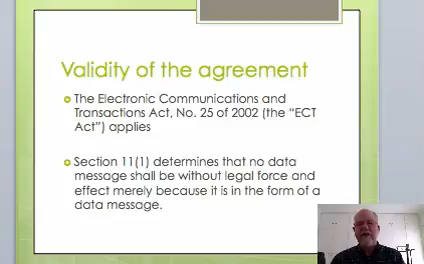 Validity of the agreement
The Electronic Communications and
Transactions Act, No. 25 of 2002 (the “ECT
Act”) applies
Section 11(1) determines that no data
message shall be without legal force and
effect merely because it is in the form of a
data message.